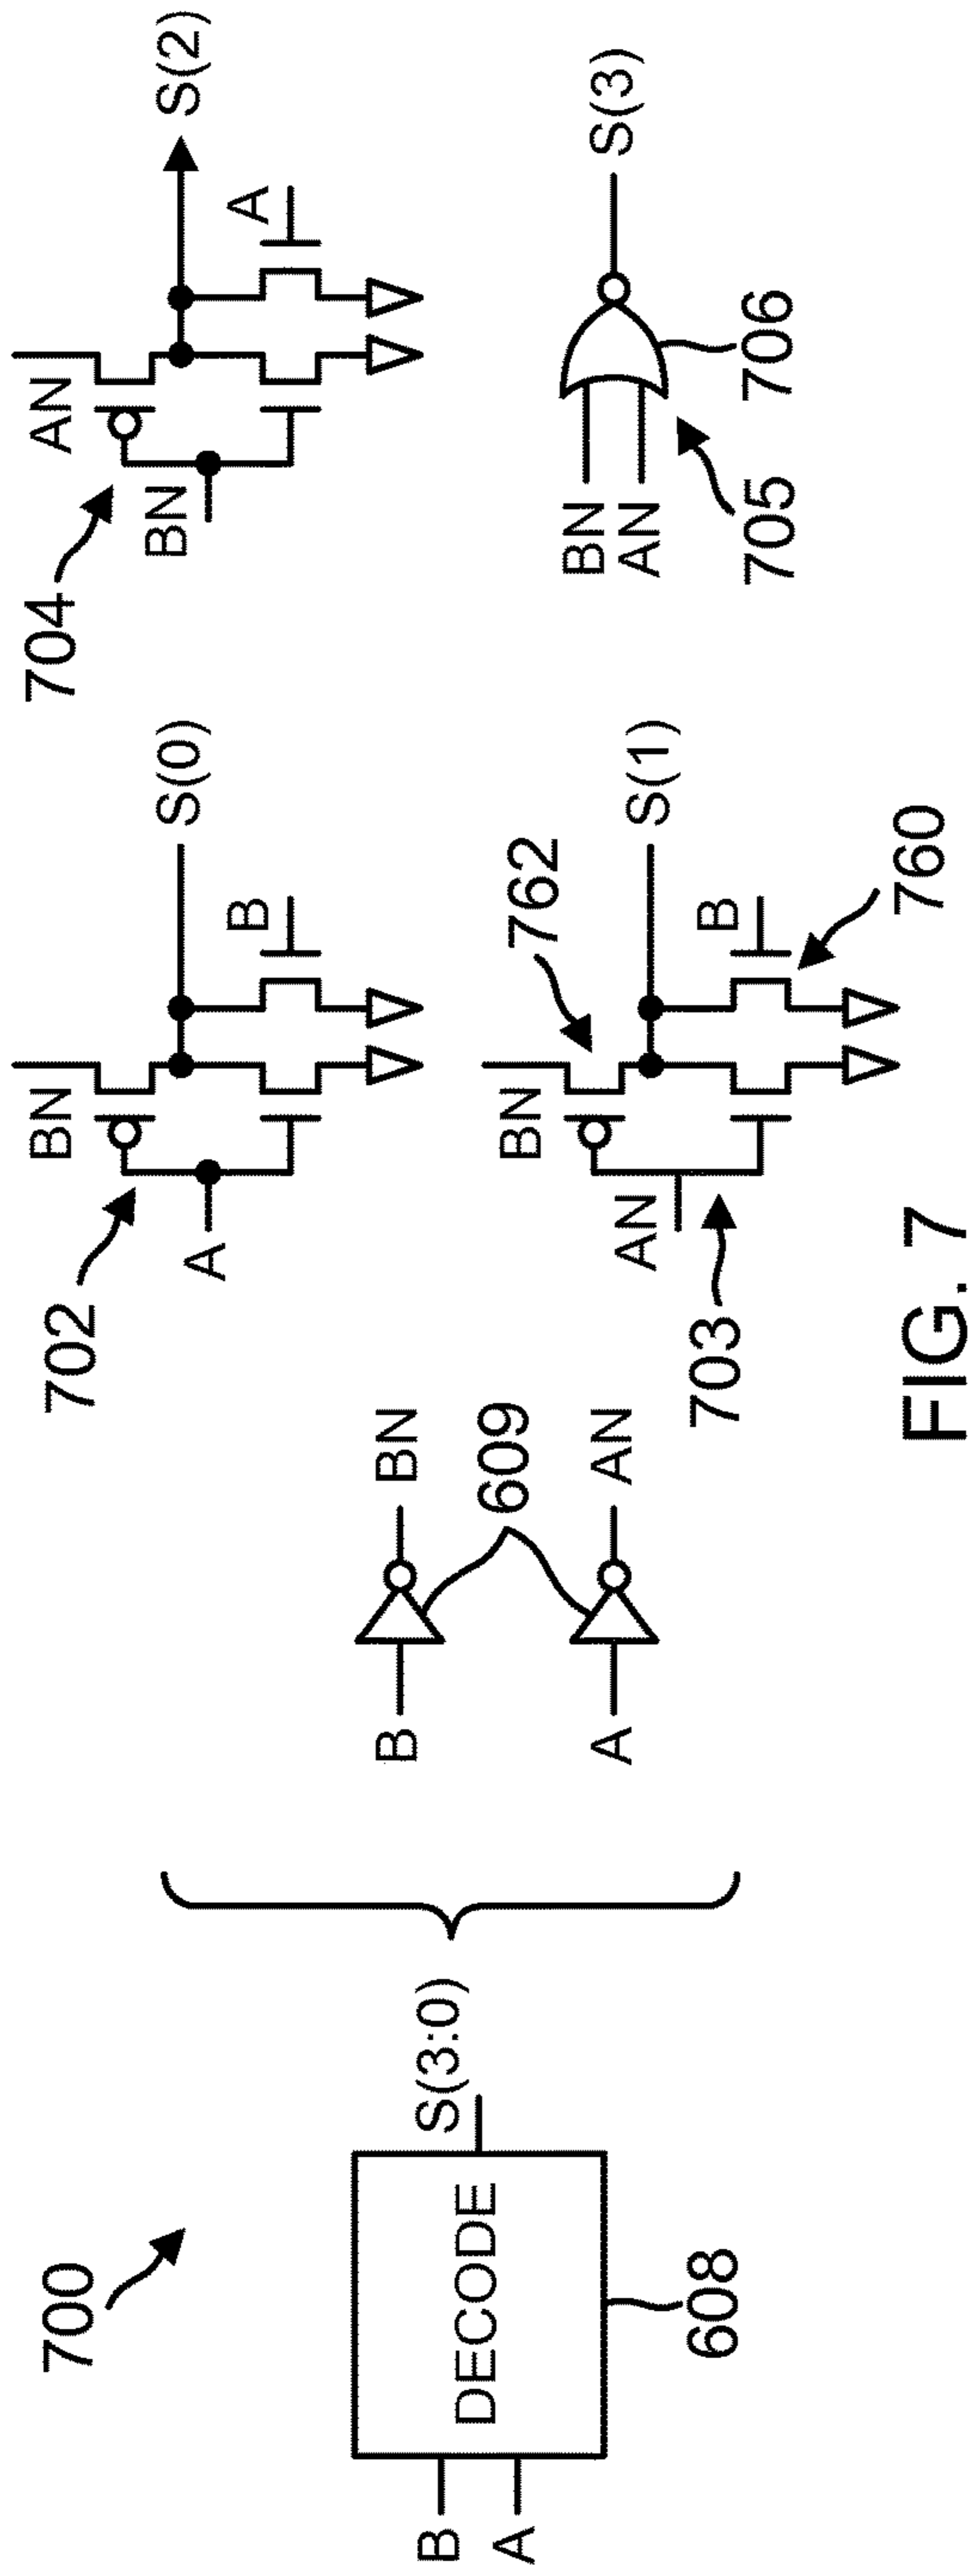 700
B
A
DECODE
608
S(3:0)
B
BN
609
A
AN
702
A
BN
B
S(0)
703
AN
BN
762
B
760
S(1)
704
BN
AN
A
S(2)
BN
AN
705
706
S(3)
FIG. 7